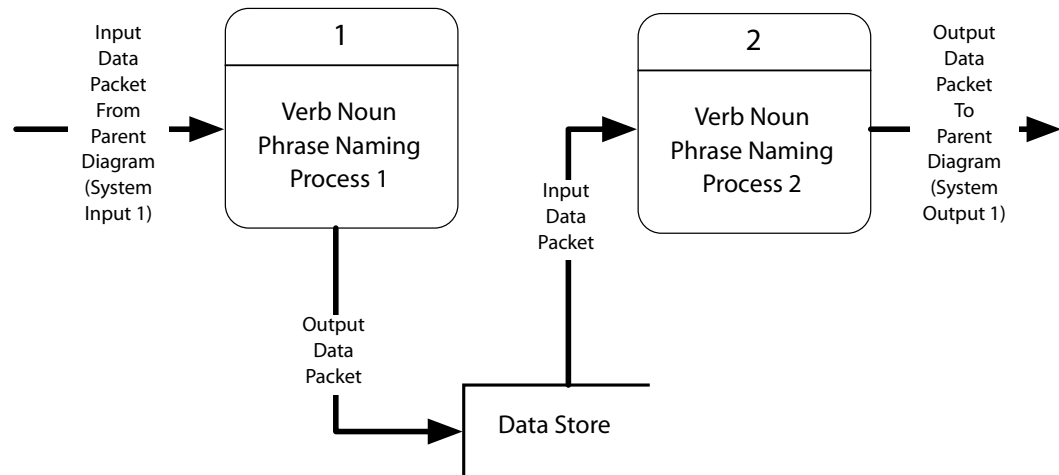 Input
Data
Packet
From
Parent
Diagram
(System
Input 1)
1
Verb Noun
Phrase Naming
Process 1
Output
Data
Packet
Data Store
Input
Data
Packet
2
Verb Noun
Phrase Naming
Process 2
Output
Data
Packet
To
Parent
Diagram
(System
Output 1)